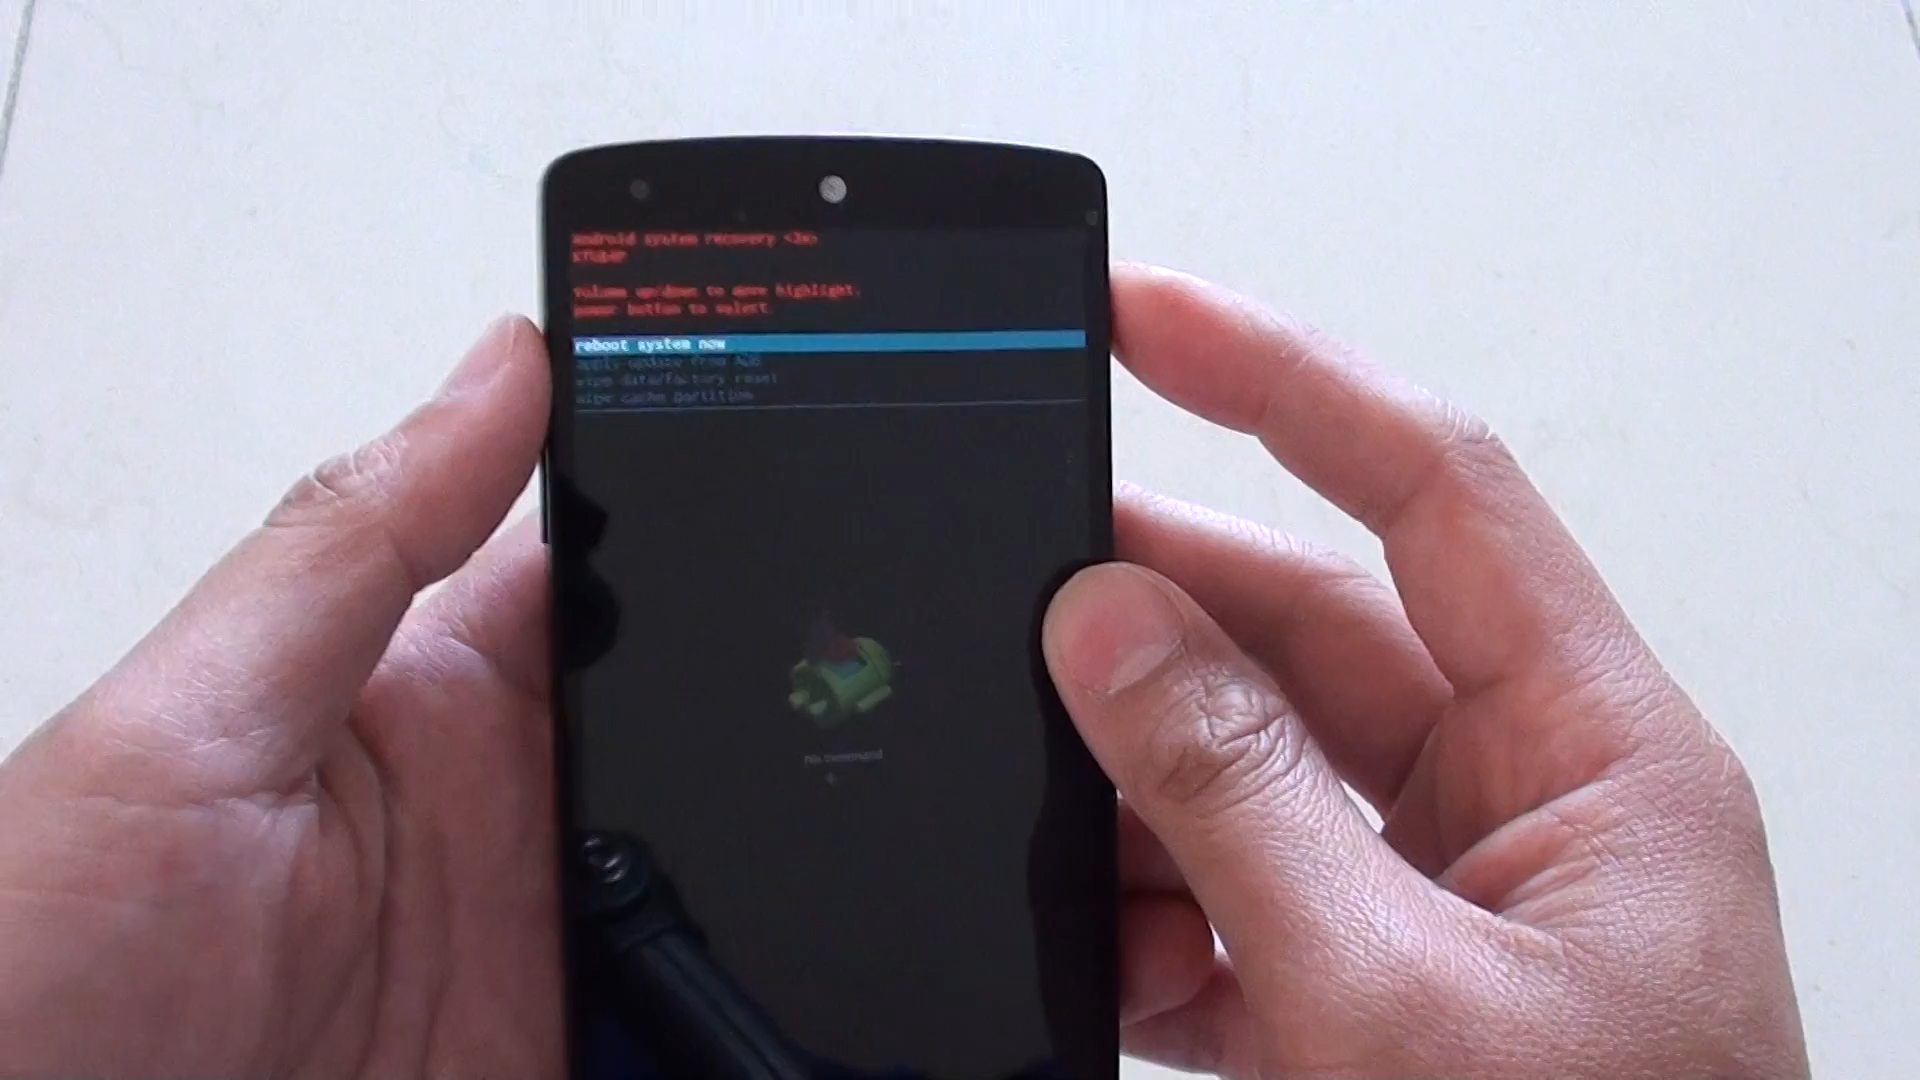 Android system recovery <3e>
KTU84P
Volume up/down to move highlight;
power button to select.
reboot system now
apply update from ADB
wipe data/factory reset
wipe cache partition
No command